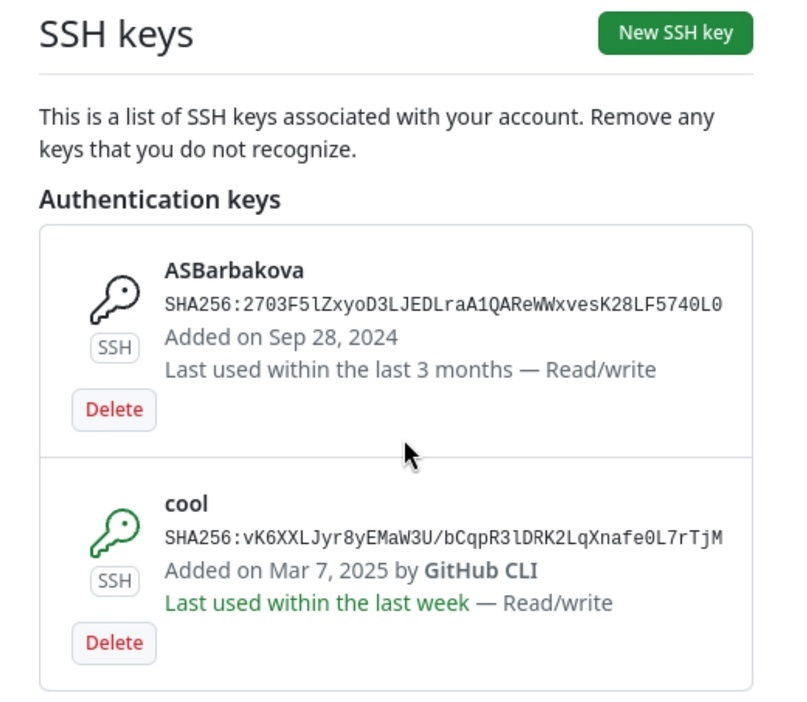 SSH keys
New SSH key
This is a list of SSH keys associated with your account. Remove any
keys that you do not recognize.
Authentication keys
ASBarbakova
SHA256:2703F5lZxyoD3LJEDLraA1QAReWWxvesK28LF5740L0
Added on Sep 28, 2024
Last used within the last 3 months — Read/write
SSH
Delete
cool
SHA256:vK6XXLJyr8yEMaW3U/bCqpR3lDRK2LqXnafe0L7rTjM
Added on Mar 7, 2025 by GitHub CLI
Last used within the last week — Read/write
SSH
Delete